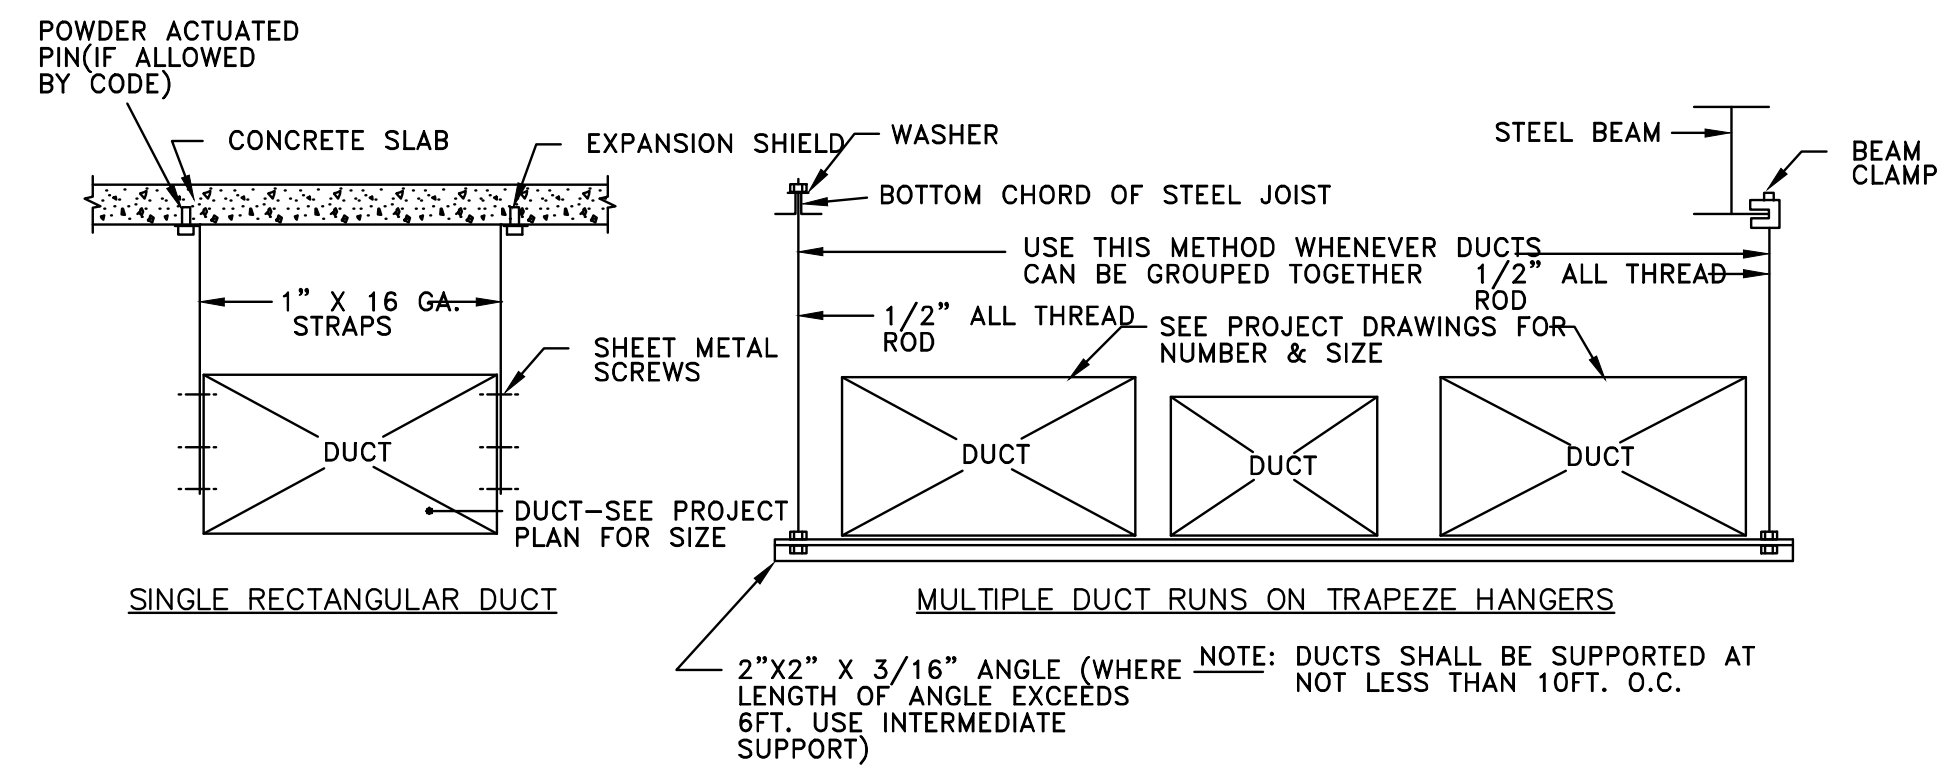 POWDER ACTUATED
PIN(IF ALLOWED
BY CODE)
CONCRETE SLAB
EXPANSION SHIELD
WASHER
BOTTOM CHORD OF STEEL JOIST
STEEL BEAM
BEAM
CLAMP
USE THIS METHOD WHENEVER DUCTS
CAN BE GROUPED TOGETHER
1/2" ALL THREAD
ROD
1" X 16 GA.
STRAPS
1/2" ALL THREAD
ROD
SEE PROJECT DRAWINGS FOR
NUMBER & SIZE
SHEET METAL
SCREWS
DUCT
DUCT
DUCT
DUCT
DUCT-SEE PROJECT
PLAN FOR SIZE
SINGLE RECTANGULAR DUCT
MULTIPLE DUCT RUNS ON TRAPEZE HANGERS
2"X2" X 3/16" ANGLE (WHERE
LENGTH OF ANGLE EXCEEDS
6FT. USE INTERMEDIATE
SUPPORT)
NOTE: DUCTS SHALL BE SUPPORTED AT
NOT LESS THAN 10FT. O.C.